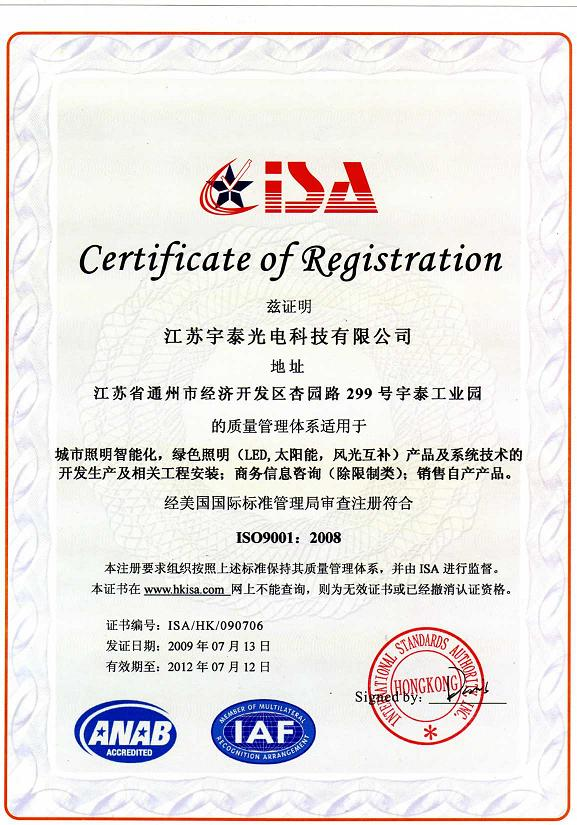 iSA
Certificate of Registration
兹证明
江苏宇泰光电科技有限公司
地址
江苏省通州市经济开发区杏园路 299 号宇泰工业园
的质量管理体系适用于
城市照明智能化，绿色照明（LED,太阳能，风光互补）产品及系统技术的
开发生产及相关工程安装；商务信息咨询（除限制类）；销售自产产品。
经美国国际标准管理局审查注册符合
ISO9001：2008
本注册要求组织按照上述标准保持其质量管理体系，并由 ISA 进行监督。
本证书在 www.hkisa.com 网上不能查询，则为无效证书或已经撤消认证资格。
证书编号：ISA/HK/090706
发证日期：2009 年 07 月 13 日
有效期至：2012 年 07 月 12 日
INTERNATIONAL STANDARDS AUTHORITY, INC.
HONGKONG
Signed by:
ANAB
ACCREDITED
MEMBER OF MULTILATERAL
IAF
RECOGNITION ARRANGEMENT